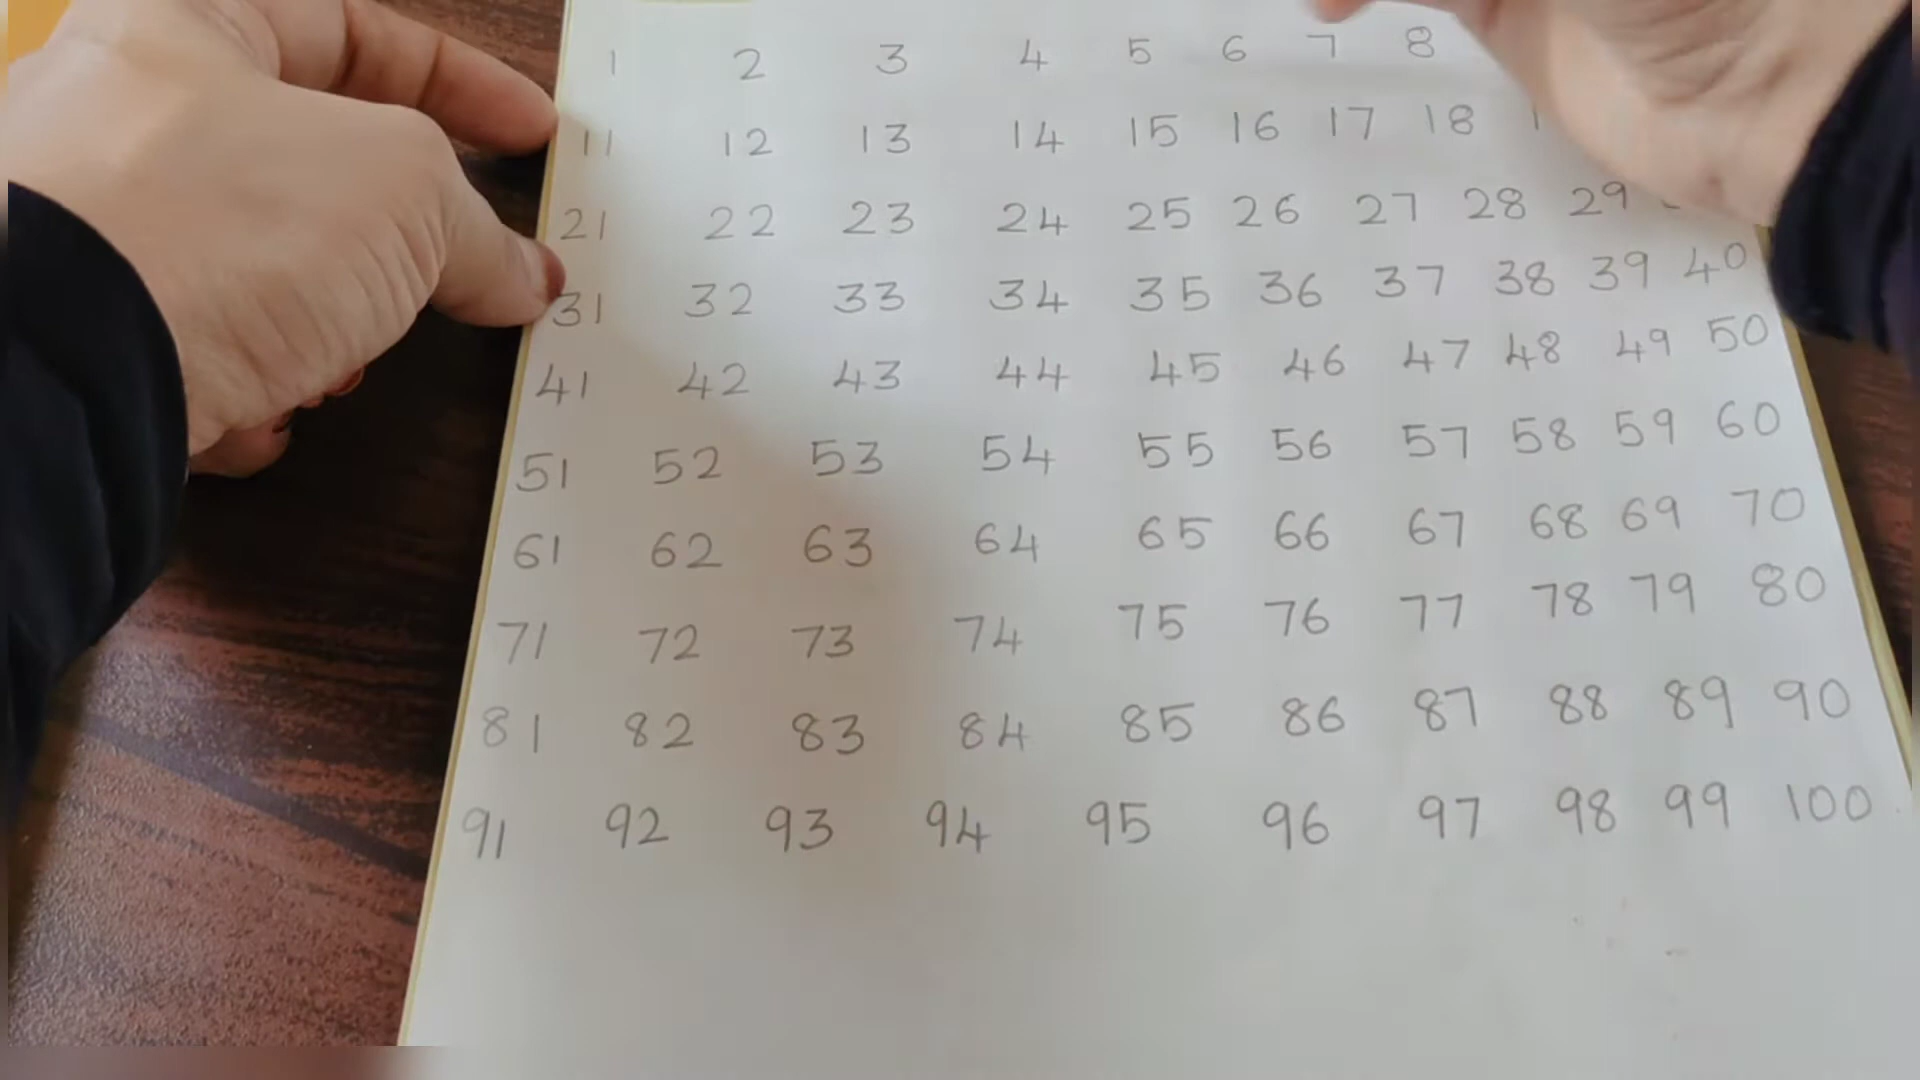 1 2 3 4 5 6 7 8
11 12 13 14 15 16 17 18
21 22 23 24 25 26 27 28 29
31 32 33 34 35 36 37 38 39 40
41 42 43 44 45 46 47 48 49 50
51 52 53 54 55 56 57 58 59 60
61 62 63 64 65 66 67 68 69 70
71 72 73 74 75 76 77 78 79 80
81 82 83 84 85 86 87 88 89 90
91 92 93 94 95 96 97 98 99 100